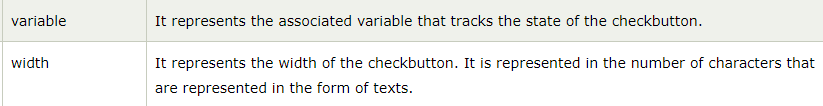 variable It represents the associated variable that tracks the state of the checkbutton.
width It represents the width of the checkbutton. It is represented in the number of characters that
are represented in the form of texts.